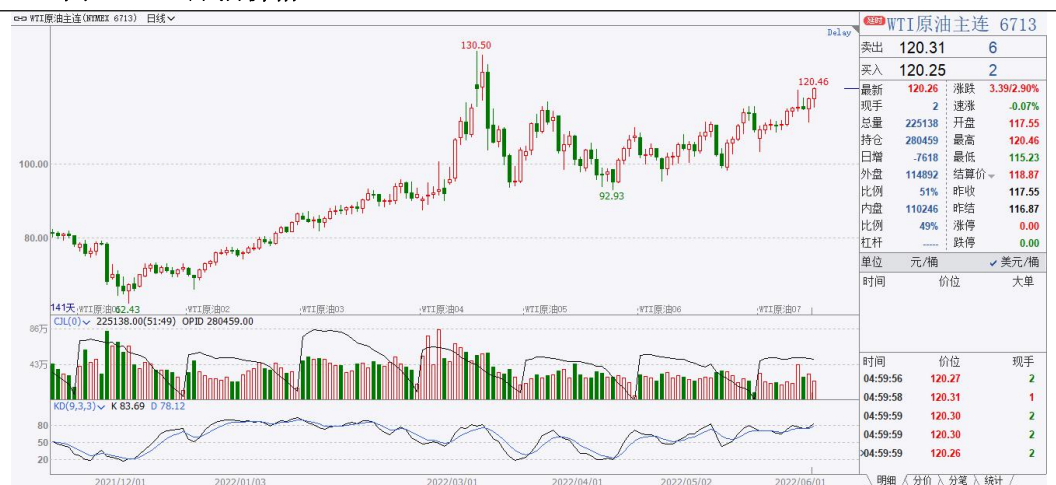 WTI原油主连(NYMEX 6713) 日线
Delay
130.50
120.46
100.00
92.93
80.00
62.43
141天
WTI原油02
WTI原油03
WTI原油04
WTI原油05
WTI原油06
WTI原油07
CJL(0) 225138.00(51:49) OPID 280459.00
86万
43万
KD(9,3,3) K 83.69 D 78.12
80
50
20
2021/12/01 2022/01/03 2022/03/01 2022/04/01 2022/05/02 2022/06/01
延时 WTI原油主连 6713
卖出 120.31 6
买入 120.25 2
最新 120.26 涨跌 3.39/2.90%
现手 2 速涨 -0.07%
总量 225138 开盘 117.55
持仓 280459 最高 120.46
日增 -7618 最低 115.23
外盘 114892 结算价 118.87
比例 51% 昨收 117.55
内盘 110246 昨结 116.87
比例 49% 涨停 0.00
杠杆 ----- 跌停 0.00
单位 元/桶 ✓美元/桶
时间 价位 大单
时间 价位 现手
04:59:56 120.27 2
04:59:58 120.31 1
04:59:59 120.30 2
04:59:59 120.30 2
04:59:59 120.26 2
明细 分价 分笔 统计